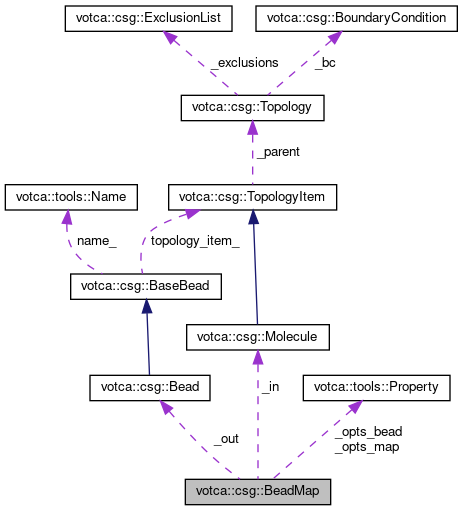 votca::csg::ExclusionList
votca::csg::BoundaryCondition
_exclusions
_bc
votca::csg::Topology
_parent
votca::tools::Name
votca::csg::TopologyItem
name_
topology_item_
votca::csg::BaseBead
votca::csg::Molecule
votca::csg::Bead
_in
votca::tools::Property
_out
_opts_bead
_opts_map
votca::csg::BeadMap